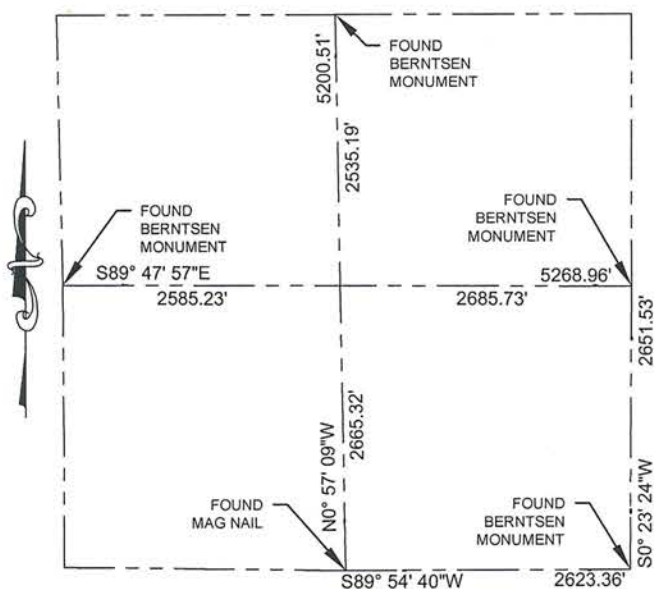 FOUND
BERNTSEN
MONUMENT
5200.51'
2535.19'
FOUND
BERNTSEN
MONUMENT
FOUND
BERNTSEN
MONUMENT
S89° 47' 57"E
5268.96'
2585.23'
2685.73'
2651.53'
N0° 57' 09"W
2665.32'
FOUND
MAG NAIL
FOUND
BERNTSEN
MONUMENT
S0° 23' 24"W
S89° 54' 40"W
2623.36'